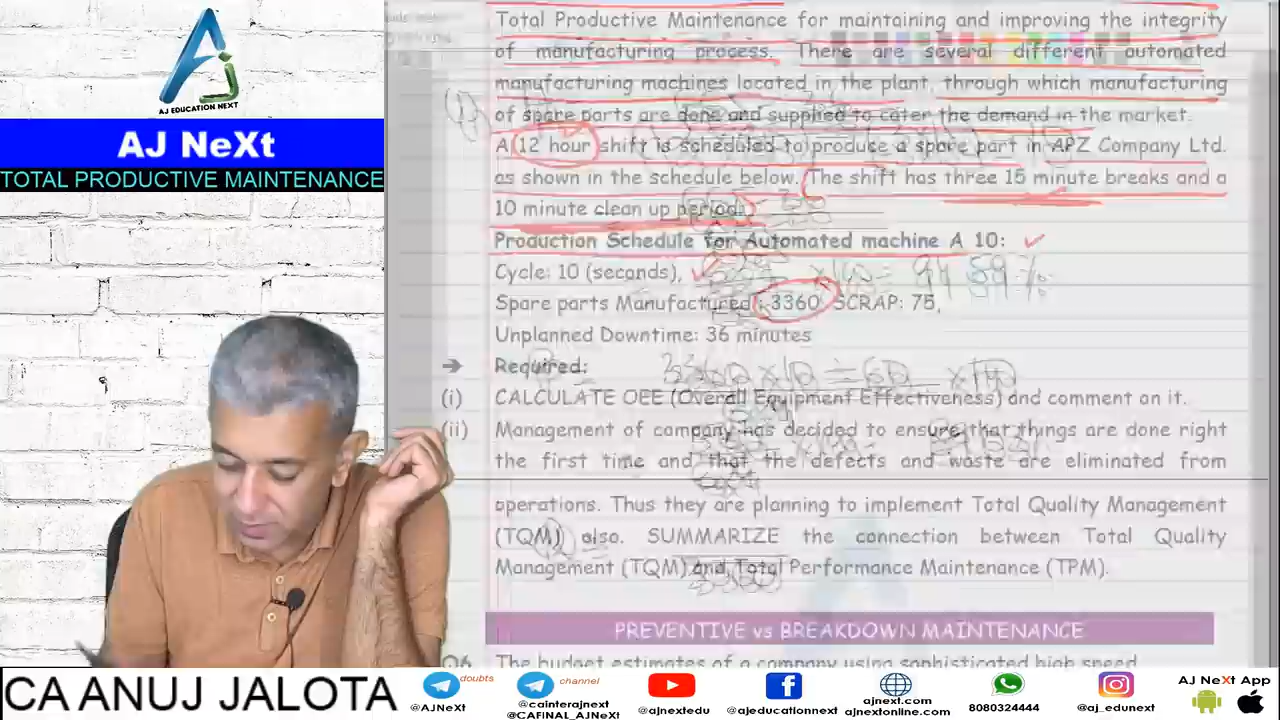 AJ EDUCATION NEXT
AJ NeXt
TOTAL PRODUCTIVE MAINTENANCE
Total Productive Maintenance for maintaining and improving the integrity
of manufacturing process. There are several different automated
manufacturing machines located in the plant, through which manufacturing
of spare parts are done and supplied to cater the demand in the market.
A 12 hour shift is scheduled to produce a spare part in APZ Company Ltd.
as shown in the schedule below. The shift has three 15 minute breaks and a
10 minute clean up period.
Production Schedule for Automated machine A 10:
Cycle: 10 (seconds),
Spare parts Manufactured : 3360 SCRAP: 75,
Unplanned Downtime: 36 minutes
→ Required:
(i) CALCULATE OEE (Overall Equipment Effectiveness) and comment on it.
(ii) Management of company has decided to ensure that things are done right
the first time and that the defects and waste are eliminated from
operations. Thus they are planning to implement Total Quality Management
(TQM) also. SUMMARIZE the connection between Total Quality
Management (TQM) and Total Performance Maintenance (TPM).
PREVENTIVE vs BREAKDOWN MAINTENANCE
Q6 The budget estimates of a company using sophisticated high speed
CA ANUJ JALOTA
doubts
@AJNeXt
channel
@cainterajnext
@CAFINAL_AJNeXt
@ajnextedu
@ajeducationnext
ajnext.com
ajnextonline.com
8080324444
@aj_edunext
AJ NeXt App